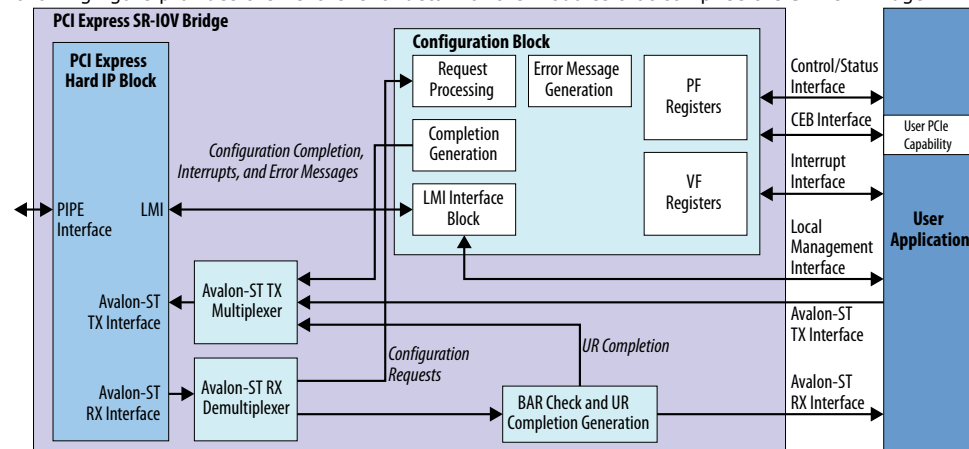 PCI Express SR-IOV Bridge
PCI Express
Hard IP Block
Configuration Block
Request
Processing
Error Message
Generation
PF
Registers
Control/Status
Interface
CEB Interface
User PCIe
Capability
Completion
Generation
Configuration Completion,
Interrupts, and Error Messages
Interrupt
Interface
VF
Registers
LMI Interface
Block
PIPE
Interface
LMI
User
Application
Local
Management
Interface
Avalon-ST
TX Interface
Avalon-ST TX
Multiplexer
Avalon-ST
TX Interface
Configuration
Requests
UR Completion
Avalon-ST
RX Interface
Avalon-ST RX
Demultiplexer
BAR Check and UR
Completion Generation
Avalon-ST
RX Interface